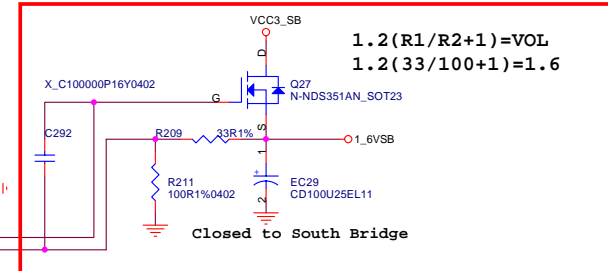 VCC3_SB
1.2(R1/R2+1)=VOL
1.2(33/100+1)=1.6
D
X_C100000P16Y0402
Q27
G
N-NDS351AN_SOT23
C292
R209
33R1%
S
1_6VSB
1
+
R211
EC29
100R1%0402
CD100U25EL11
2
Closed to South Bridge